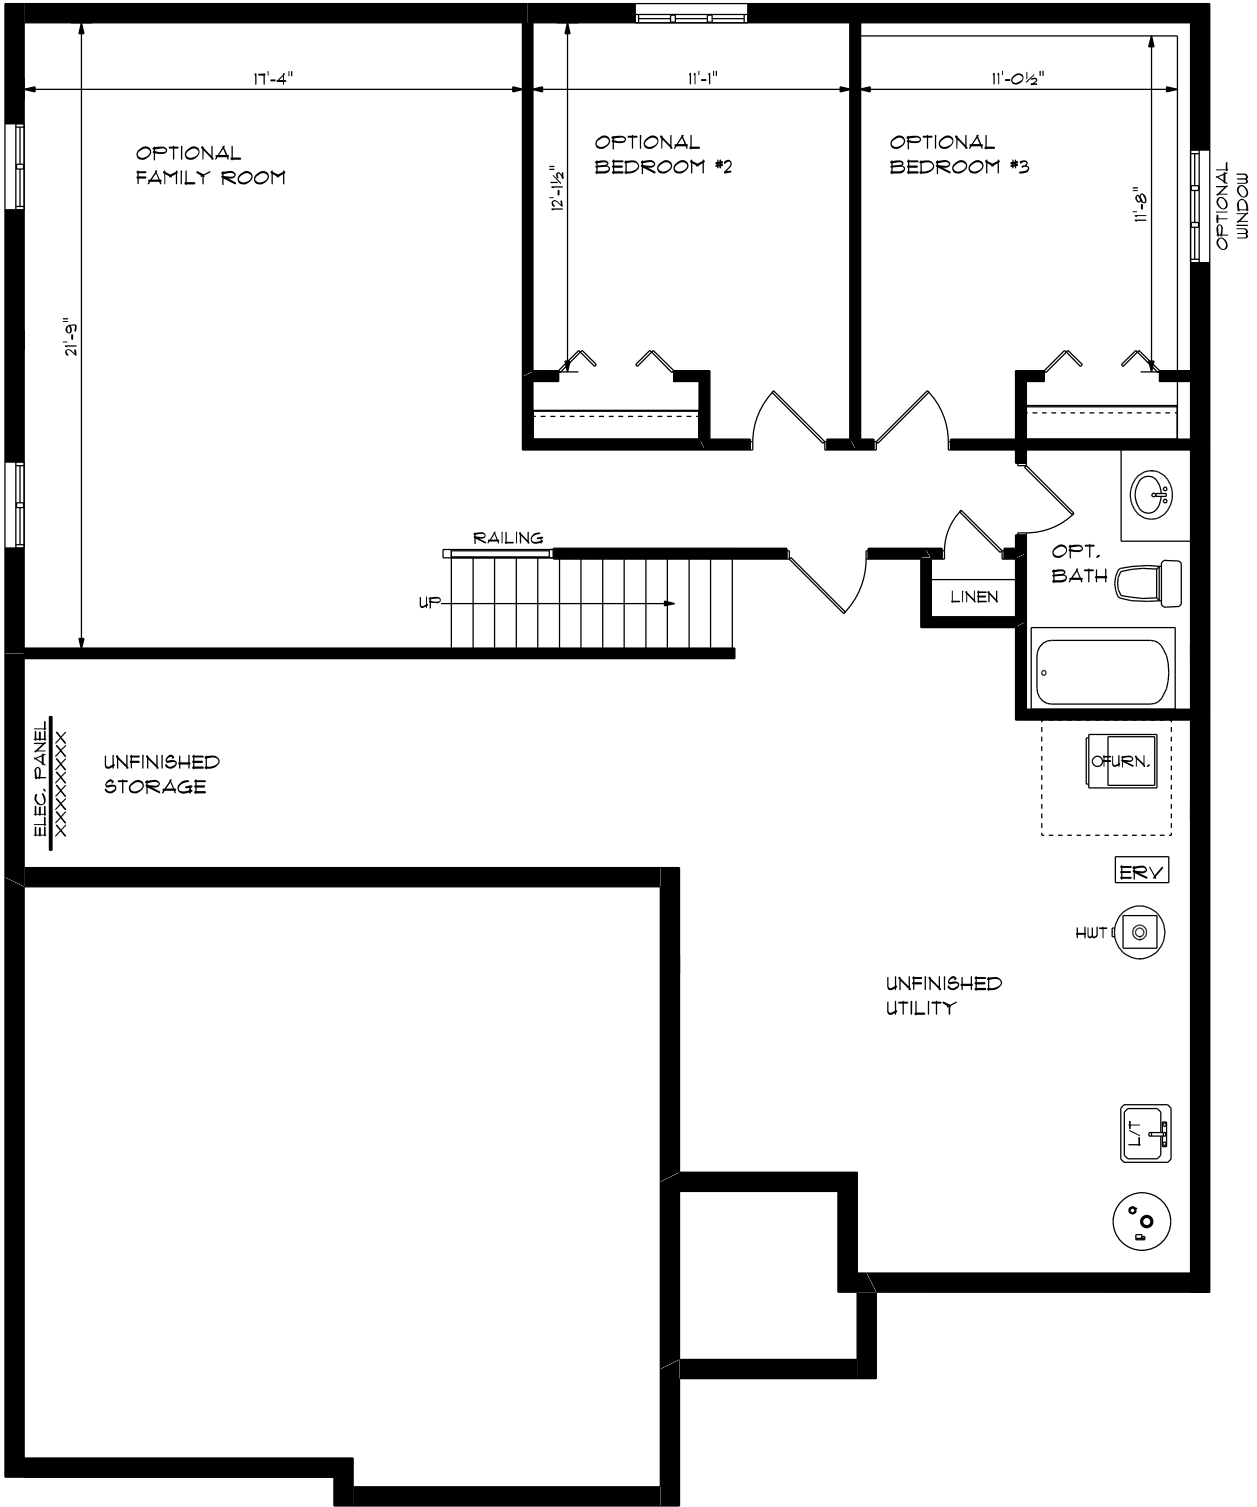 17'-4"
11'-1"
11'-0½"
OPTIONAL
FAMILY ROOM
OPTIONAL
BEDROOM #2
OPTIONAL
BEDROOM #3
12'-1½"
11'-8"
OPTIONAL
WINDOW
21'-9"
RAILING
UP
LINEN
OPT.
BATH
ELEC. PANEL
XXXXXXXXX
UNFINISHED
STORAGE
FURN.
ERV
HWT
UNFINISHED
UTILITY
L/T